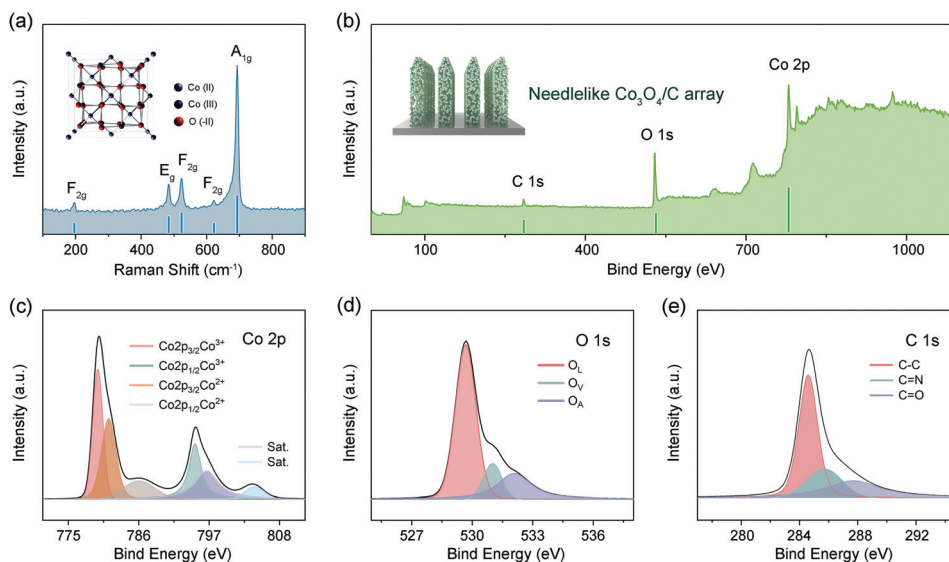 (a)
Intensity (a.u.)
A1g
Co (II)
Co (III)
O (-II)
F2g
Eg
F2g
F2g
200 400 600 800
Raman Shift (cm-1)
(b)
Intensity (a.u.)
Needlelike Co3O4/C array
Co 2p
O 1s
C 1s
100 400 700 1000
Bind Energy (eV)
(c)
Intensity (a.u.)
Co 2p
Co2p3/2Co3+
Co2p1/2Co3+
Co2p3/2Co2+
Co2p1/2Co2+
Sat.
Sat.
775 786 797 808
Bind Energy (eV)
(d)
Intensity (a.u.)
O 1s
OL
OV
OA
527 530 533 536
Bind Energy (eV)
(e)
Intensity (a.u.)
C 1s
C-C
C=N
C=O
280 284 288 292
Bind Energy (eV)